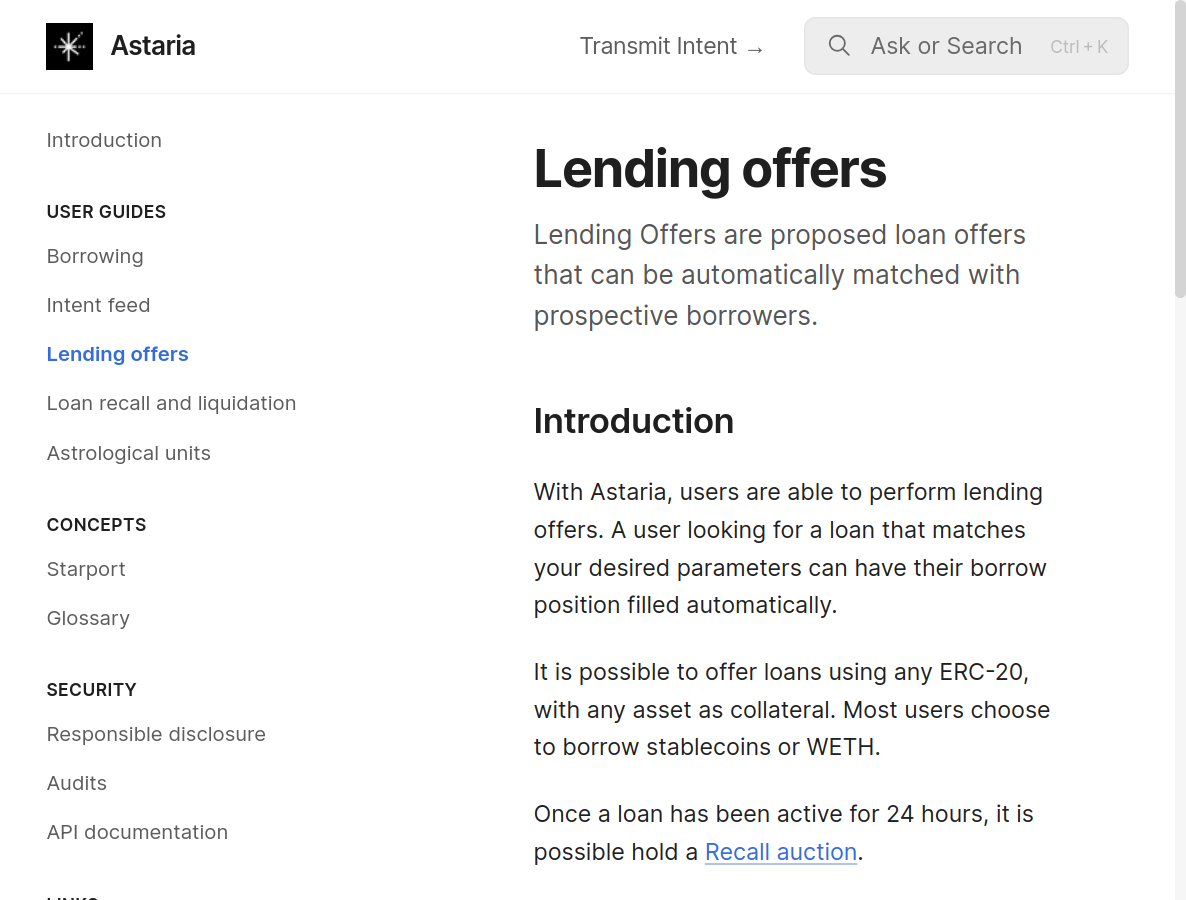 Astaria
Transmit Intent →
Ask or Search
Ctrl + K
Introduction
USER GUIDES
Borrowing
Intent feed
Lending offers
Loan recall and liquidation
Astrological units
CONCEPTS
Starport
Glossary
SECURITY
Responsible disclosure
Audits
API documentation
Lending offers
Lending Offers are proposed loan offers
that can be automatically matched with
prospective borrowers.
Introduction
With Astaria, users are able to perform lending
offers. A user looking for a loan that matches
your desired parameters can have their borrow
position filled automatically.
It is possible to offer loans using any ERC-20,
with any asset as collateral. Most users choose
to borrow stablecoins or WETH.
Once a loan has been active for 24 hours, it is
possible hold a Recall auction.